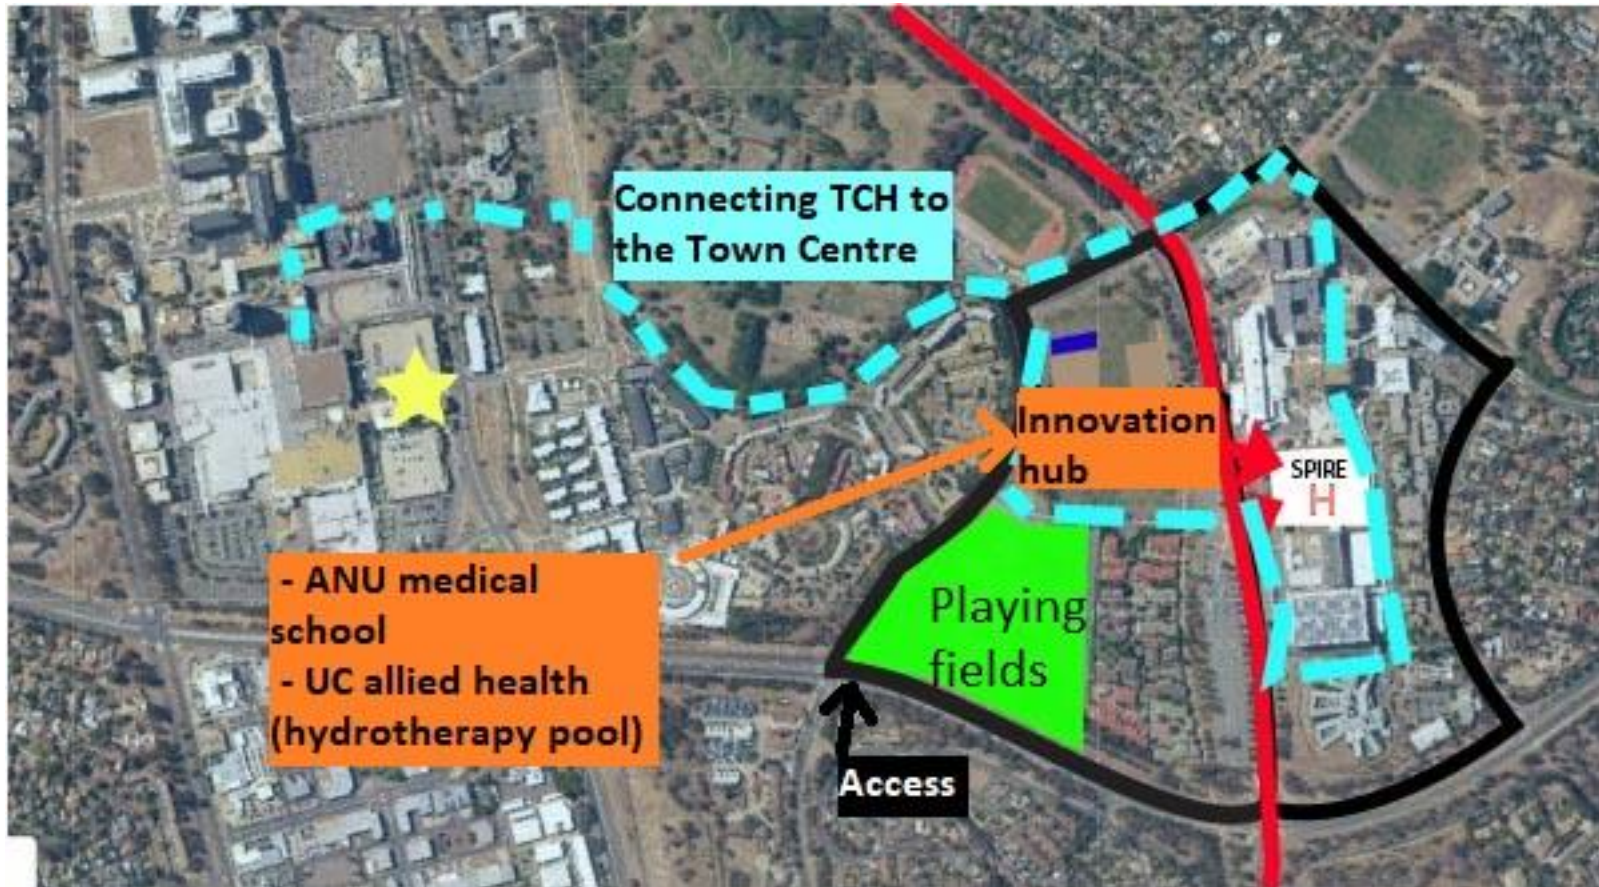 Connecting TCH to
the Town Centre
Innovation
hub
SPIRE
H
- ANU medical
school
- UC allied health
(hydrotherapy pool)
Playing
fields
Access